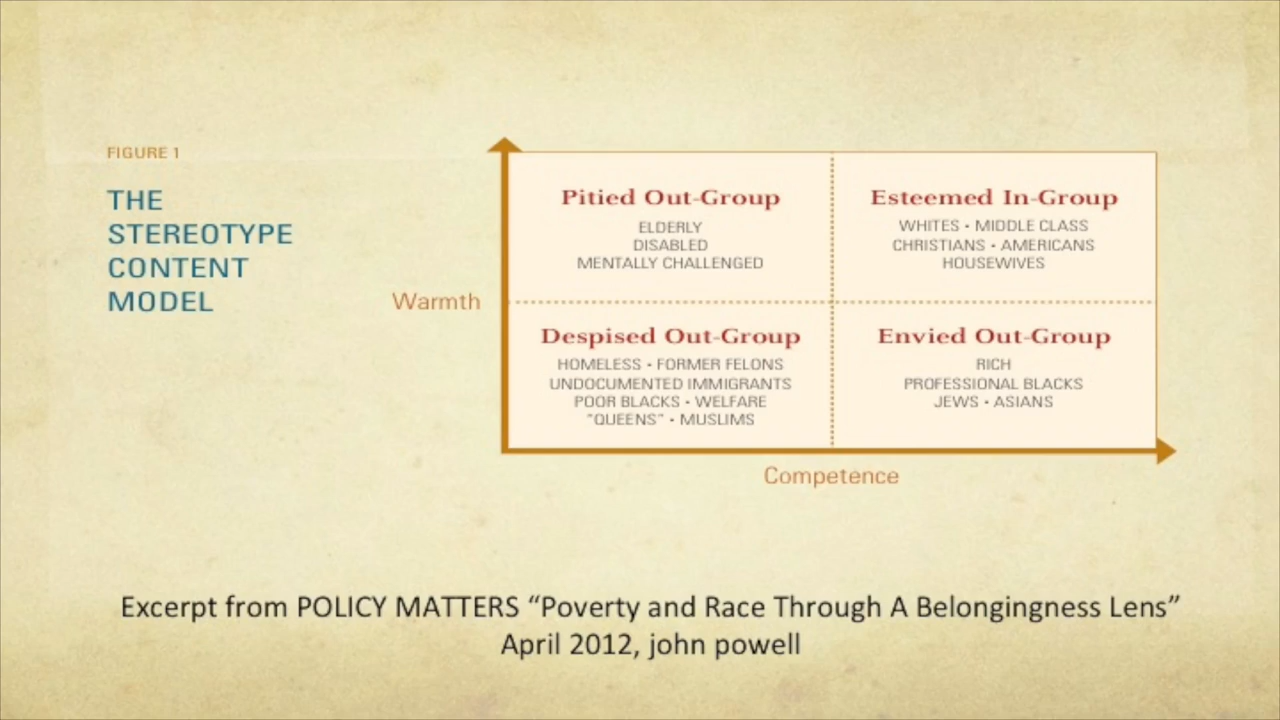 FIGURE 1
THE
STEREOTYPE
CONTENT
MODEL
Warmth
Pitied Out-Group
ELDERLY
DISABLED
MENTALLY CHALLENGED
Esteemed In-Group
WHITES • MIDDLE CLASS
CHRISTIANS • AMERICANS
HOUSEWIVES
Despised Out-Group
HOMELESS • FORMER FELONS
UNDOCUMENTED IMMIGRANTS
POOR BLACKS • WELFARE
"QUEENS" • MUSLIMS
Envied Out-Group
RICH
PROFESSIONAL BLACKS
JEWS • ASIANS
Competence
Excerpt from POLICY MATTERS “Poverty and Race Through A Belongingness Lens”
April 2012, john powell